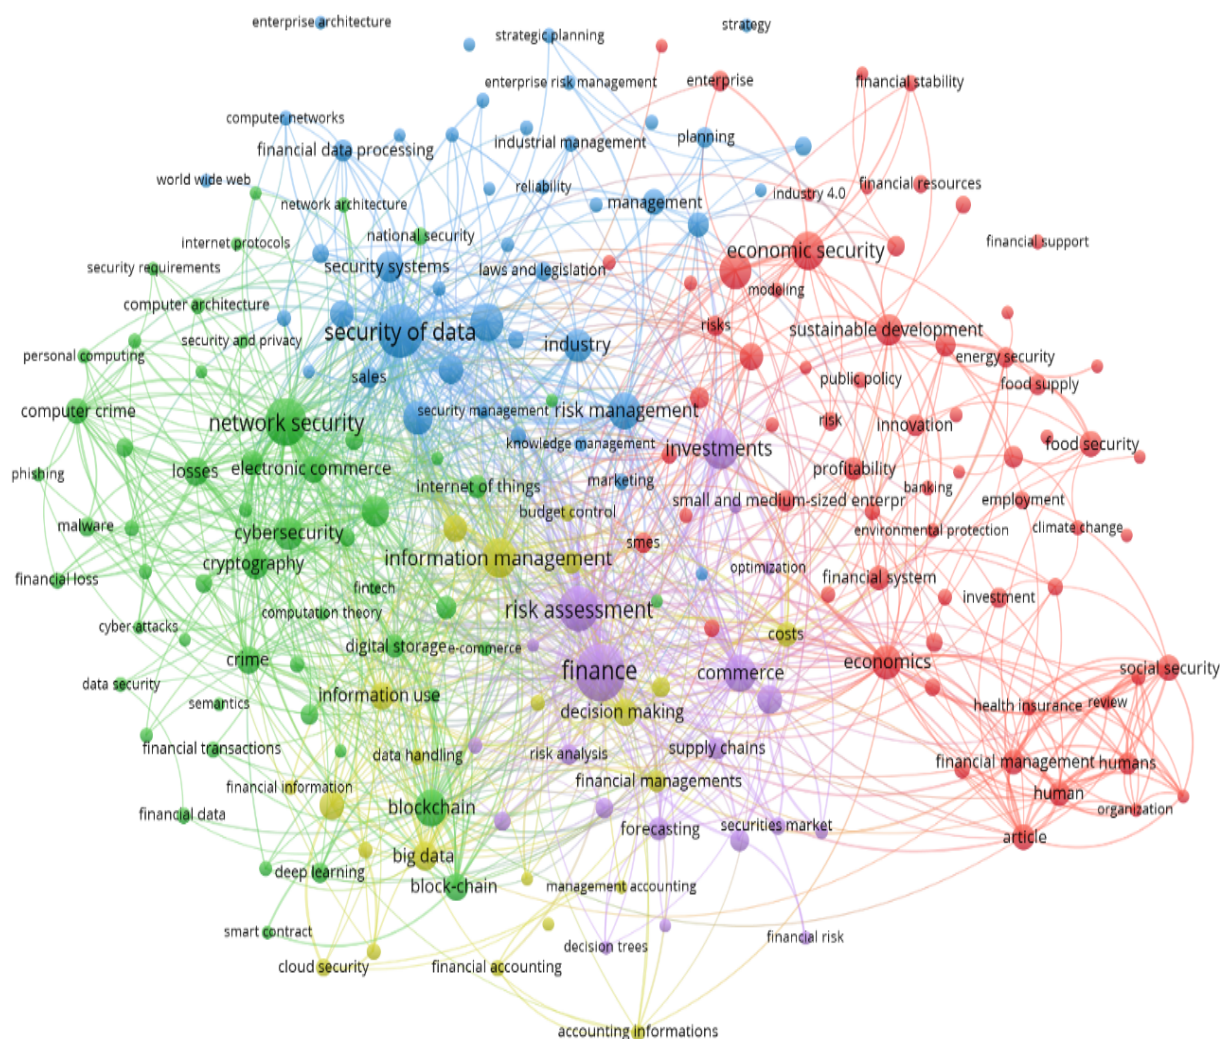 enterprise architecture
strategy
strategic planning
enterprise risk management
enterprise
financial stability
computer networks
industrial management
planning
financial data processing
world wide web
reliability
industry 4.0
financial resources
network architecture
management
internet protocols
national security
financial support
economic security
security requirements
security systems
laws and legislation
modeling
computer architecture
risks
sustainable development
security of data
security and privacy
industry
personal computing
energy security
sales
public policy
food supply
computer crime
security management
risk management
network security
risk
innovation
knowledge management
food security
investments
phishing
losses
electronic commerce
profitability
internet of things
marketing
banking
small and medium-sized enterpr
employment
budget control
malware
cybersecurity
smes
environmental protection
climate change
information management
cryptography
optimization
financial system
financial loss
fintech
investment
computation theory
risk assessment
cyber-attacks
costs
digital storage
e-commerce
crime
economics
social security
finance
commerce
data security
information use
semantics
decision making
health insurance
review
financial transactions
data handling
risk analysis
supply chains
financial management
humans
financial information
financial managements
human
blockchain
organization
financial data
forecasting
securities market
article
big data
deep learning
block-chain
management accounting
smart contract
decision trees
financial risk
cloud security
financial accounting
accounting informations